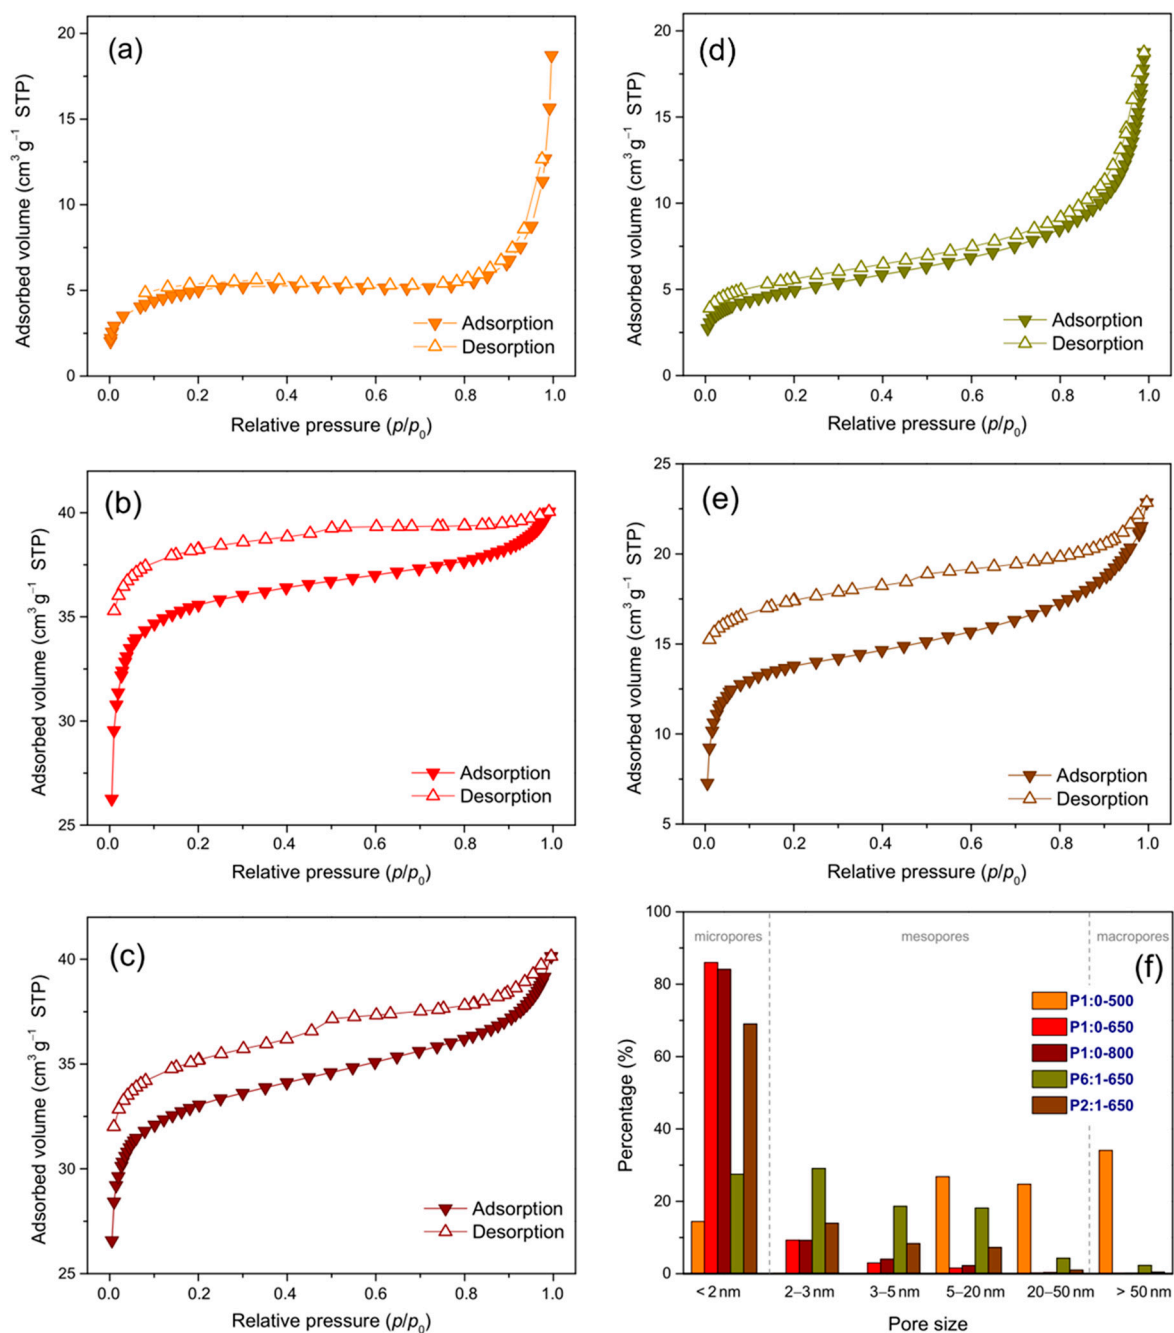 (a)
Adsorbed volume (cm³ g⁻¹ STP)
20
15
10
5
0
Adsorption
Desorption
0.0 0.2 0.4 0.6 0.8 1.0
Relative pressure (p/p₀)
(d)
Adsorbed volume (cm³ g⁻¹ STP)
20
15
10
5
0
Adsorption
Desorption
0.0 0.2 0.4 0.6 0.8 1.0
Relative pressure (p/p₀)
(b)
Adsorbed volume (cm³ g⁻¹ STP)
40
35
30
25
Adsorption
Desorption
0.0 0.2 0.4 0.6 0.8 1.0
Relative pressure (p/p₀)
(e)
Adsorbed volume (cm³ g⁻¹ STP)
25
20
15
10
5
Adsorption
Desorption
0.0 0.2 0.4 0.6 0.8 1.0
Relative pressure (p/p₀)
(c)
Adsorbed volume (cm³ g⁻¹ STP)
40
35
30
25
Adsorption
Desorption
0.0 0.2 0.4 0.6 0.8 1.0
Relative pressure (p/p₀)
(f)
Percentage (%)
100
80
60
40
20
0
micropores mesopores macropores
P1:0-500
P1:0-650
P1:0-800
P6:1-650
P2:1-650
< 2 nm 2–3 nm 3–5 nm 5–20 nm 20–50 nm > 50 nm
Pore size